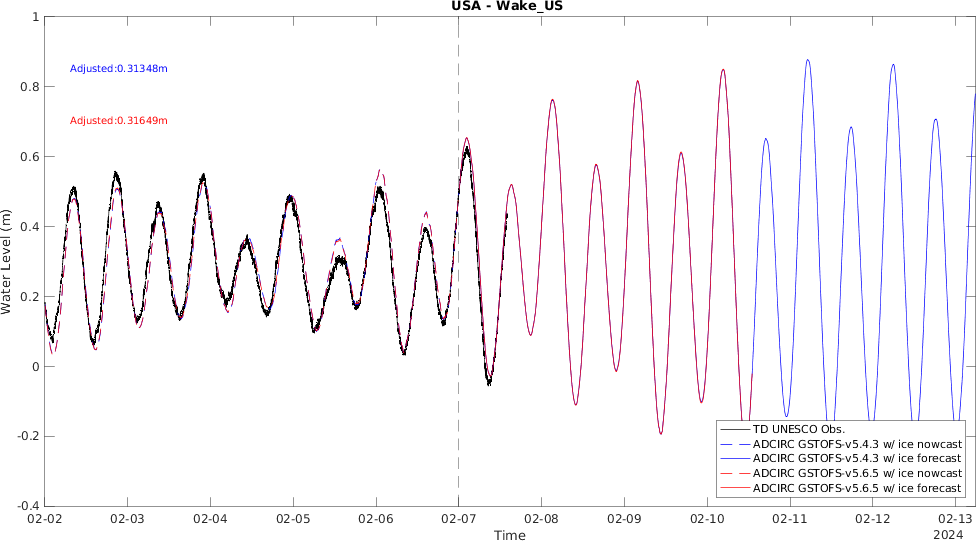 USA - Wake_US
1
0.8
0.6
0.4
0.2
0
-0.2
-0.4
Water Level (m)
Adjusted:0.31348m
Adjusted:0.31649m
TD UNESCO Obs.
ADCIRC GSTOFS-v5.4.3 w/ ice nowcast
ADCIRC GSTOFS-v5.4.3 w/ ice forecast
ADCIRC GSTOFS-v5.6.5 w/ ice nowcast
ADCIRC GSTOFS-v5.6.5 w/ ice forecast
02-02 02-03 02-04 02-05 02-06 02-07 02-08 02-09 02-10 02-11 02-12 02-13
Time
2024